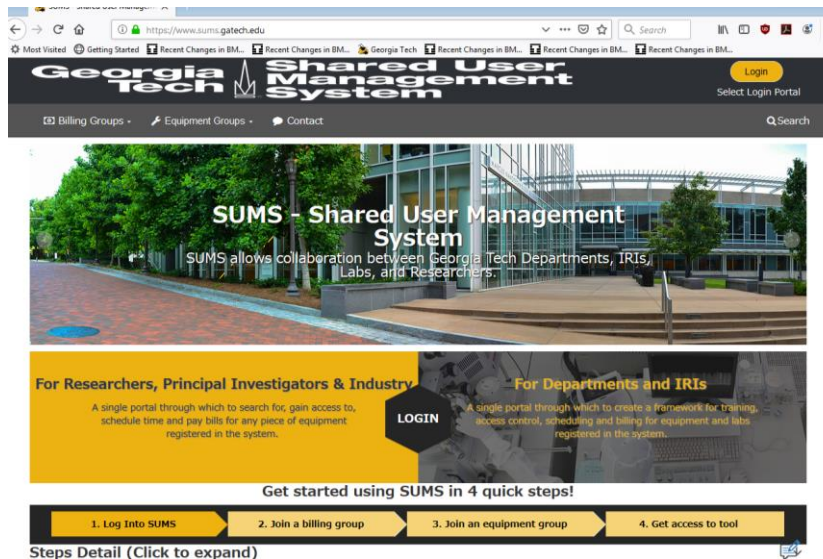 https://www.sums.gatech.edu
Search
Most Visited Getting Started Recent Changes in BM... Recent Changes in BM... Georgia Tech Recent Changes in BM... Recent Changes in BM... Recent Changes in BM...
Georgia Tech Shared User Management System
Login
Select Login Portal
Billing Groups Equipment Groups Contact Search
SUMS - Shared User Management
System
SUMS allows collaboration between Georgia Tech Departments, IRIs,
Labs, and Researchers.
For Researchers, Principal Investigators & Industry
A single portal through which to search for, gain access to,
schedule time and pay bills for any piece of equipment
registered in the system.
LOGIN
For Departments and IRIs
A single portal through which to create a framework for training,
access control, scheduling and billing for equipment and labs
registered in the system.
Get started using SUMS in 4 quick steps!
1. Log Into SUMS 2. Join a billing group 3. Join an equipment group 4. Get access to tool
Steps Detail (Click to expand)